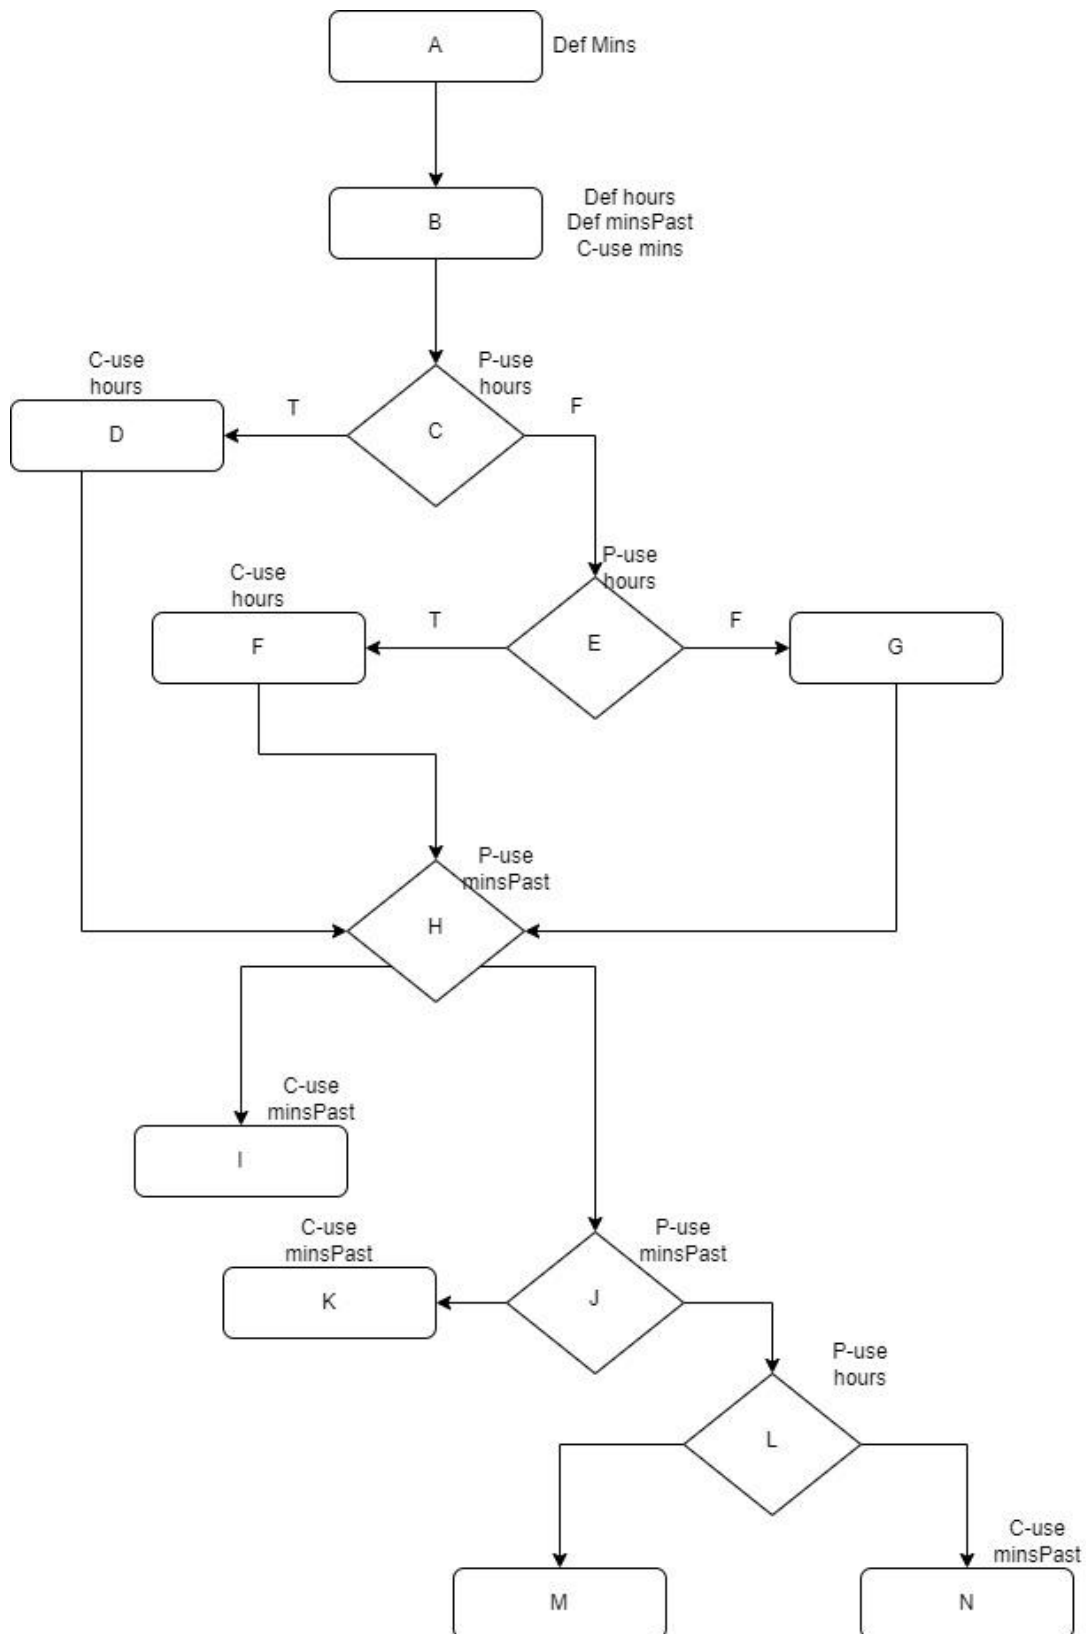 A
Def Mins
B
Def hours
Def minsPast
C-use mins
C-use
hours
P-use
hours
T
F
D
C
P-use
hours
C-use
hours
T
F
F
E
G
P-use
minsPast
H
C-use
minsPast
I
C-use
minsPast
P-use
minsPast
K
J
P-use
hours
L
C-use
minsPast
M
N